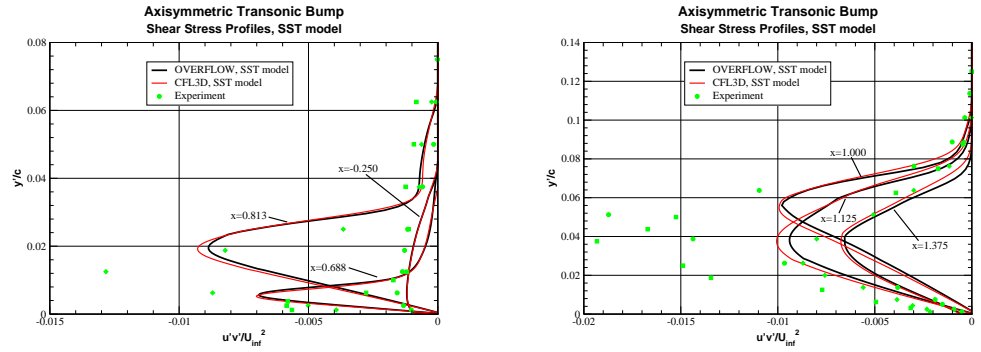 Axisymmetric Transonic Bump
Shear Stress Profiles, SST model
0.08
0.06
0.04
0.02
0
y'/c
OVERFLOW, SST model
CFL3D, SST model
Experiment
x=-0.250
x=0.813
x=0.688
-0.015
-0.01
-0.005
0
u'v'/U_inf^2
Axisymmetric Transonic Bump
Shear Stress Profiles, SST model
0.14
0.12
0.1
0.08
0.06
0.04
0.02
0
y'/c
OVERFLOW, SST model
CFL3D, SST model
Experiment
x=1.000
x=1.125
x=1.375
-0.02
-0.015
-0.01
-0.005
0
u'v'/U_inf^2